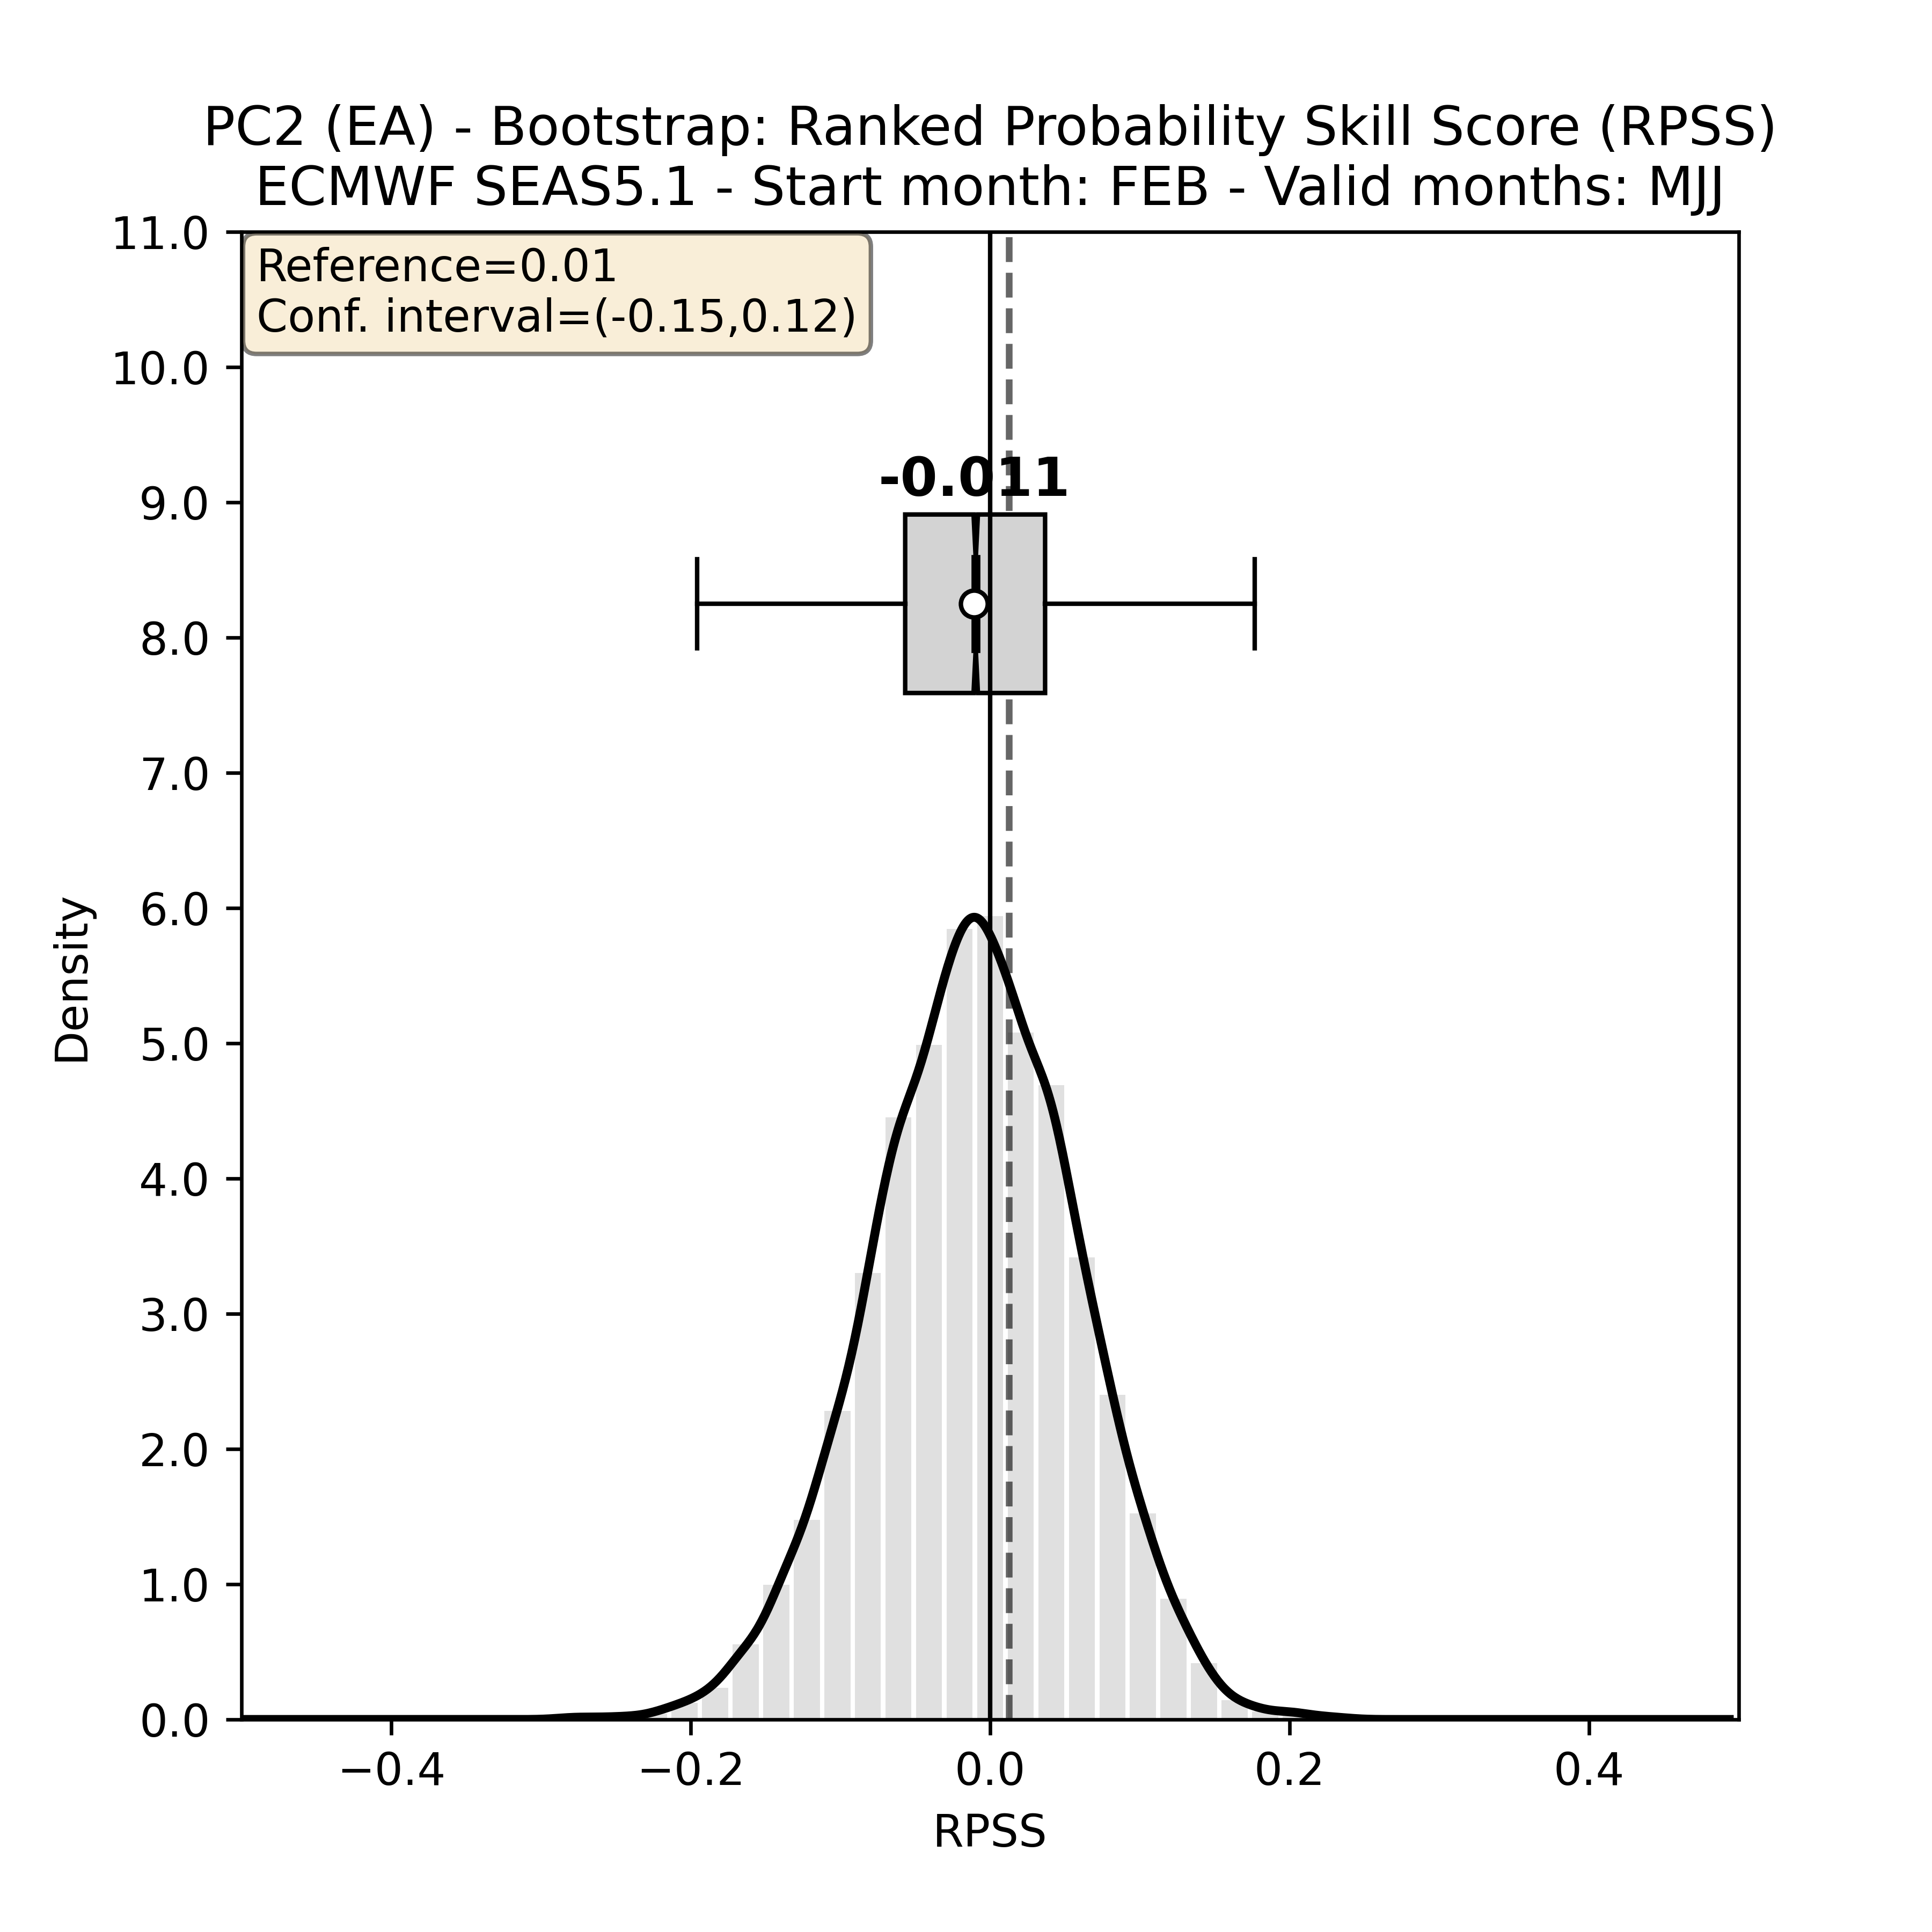 PC2 (EA) - Bootstrap: Ranked Probability Skill Score (RPSS)
ECMWF SEAS5.1 - Start month: FEB - Valid months: MJJ
11.0
Reference=0.01
Conf. interval=(-0.15,0.12)
10.0
-0.011
9.0
8.0
7.0
6.0
5.0
4.0
3.0
2.0
1.0
0.0
Density
−0.4 −0.2 0.0 0.2 0.4
RPSS